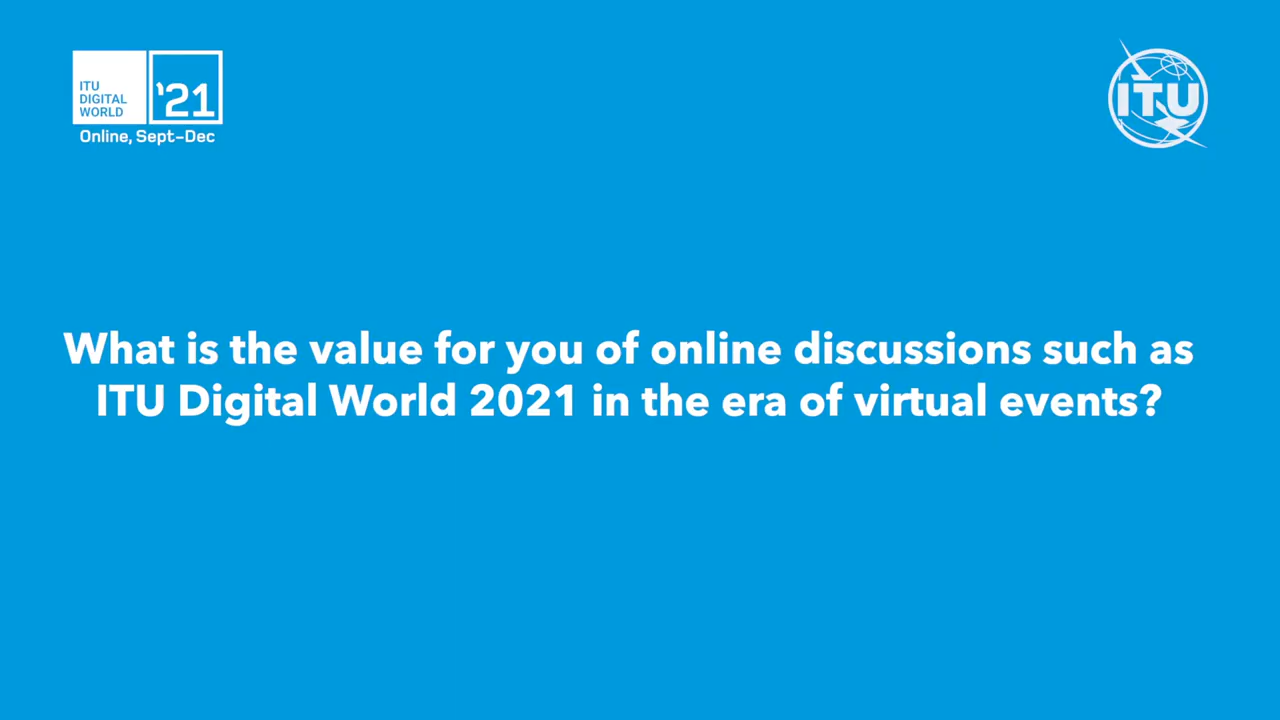 ITU
DIGITAL
WORLD
'21
Online, Sept-Dec
ITU
What is the value for you of online discussions such as
ITU Digital World 2021 in the era of virtual events?